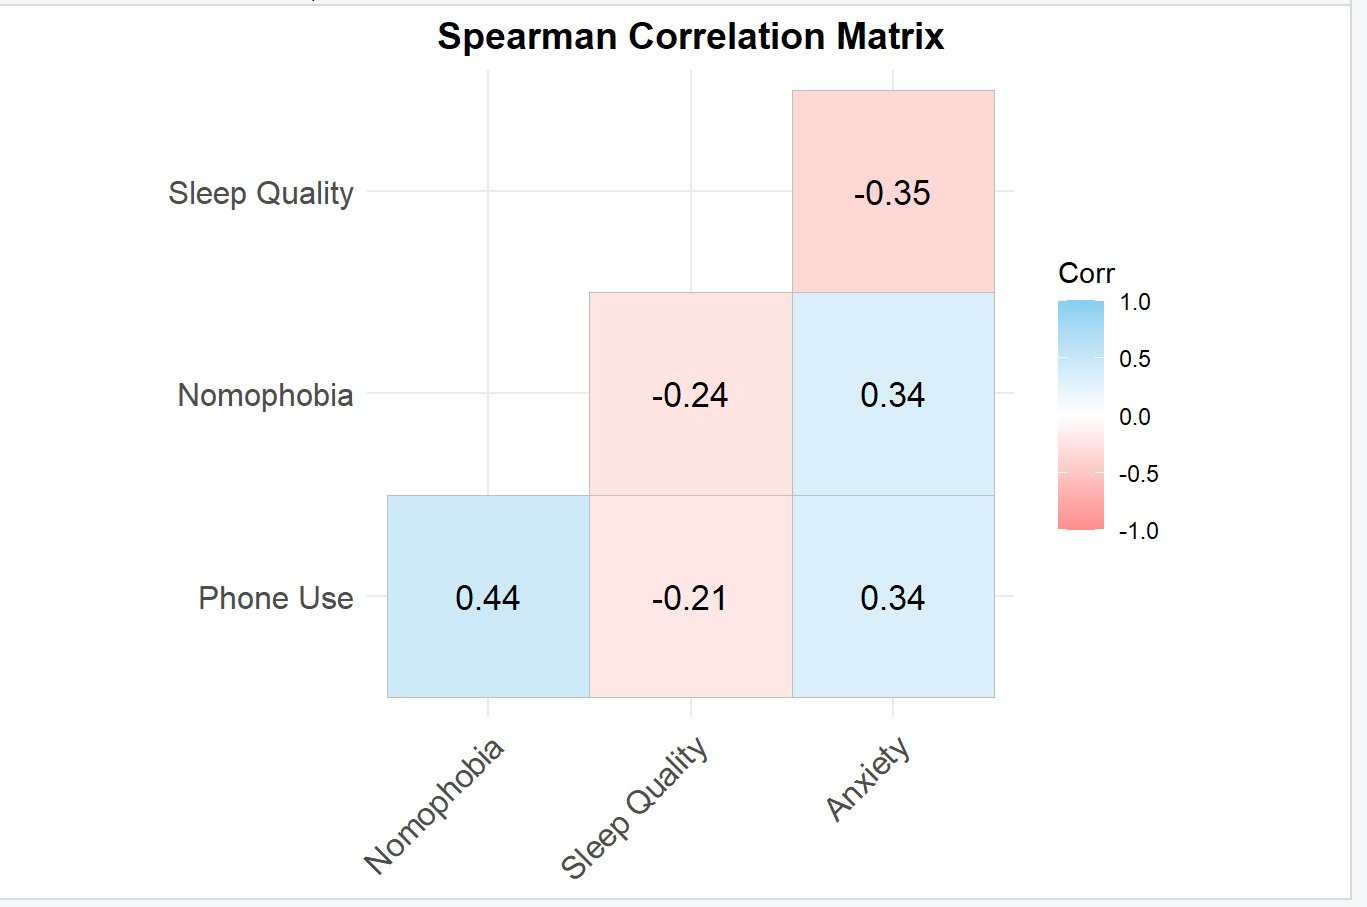 Spearman Correlation Matrix
Sleep Quality
-0.35
Nomophobia
-0.24
0.34
Phone Use
0.44
-0.21
0.34
Nomophobia
Sleep Quality
Anxiety
Corr
1.0
0.5
0.0
-0.5
-1.0